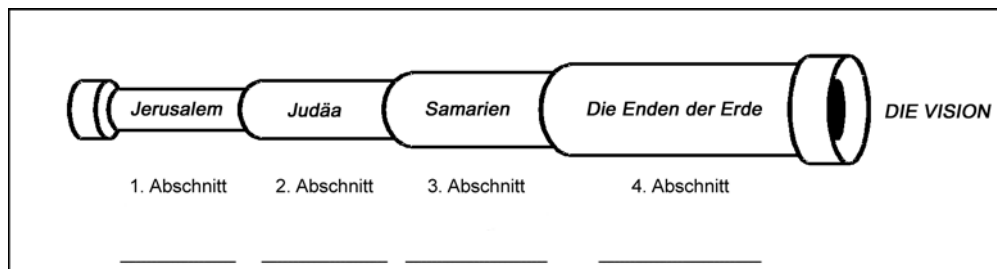 Jerusalem Judäa Samarien Die Enden der Erde DIE VISION
1. Abschnitt 2. Abschnitt 3. Abschnitt 4. Abschnitt